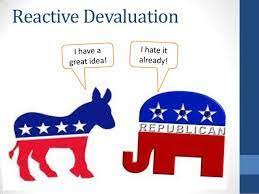 Reactive Devaluation
I have a
great idea!
I hate it
already!
REPUBLICAN